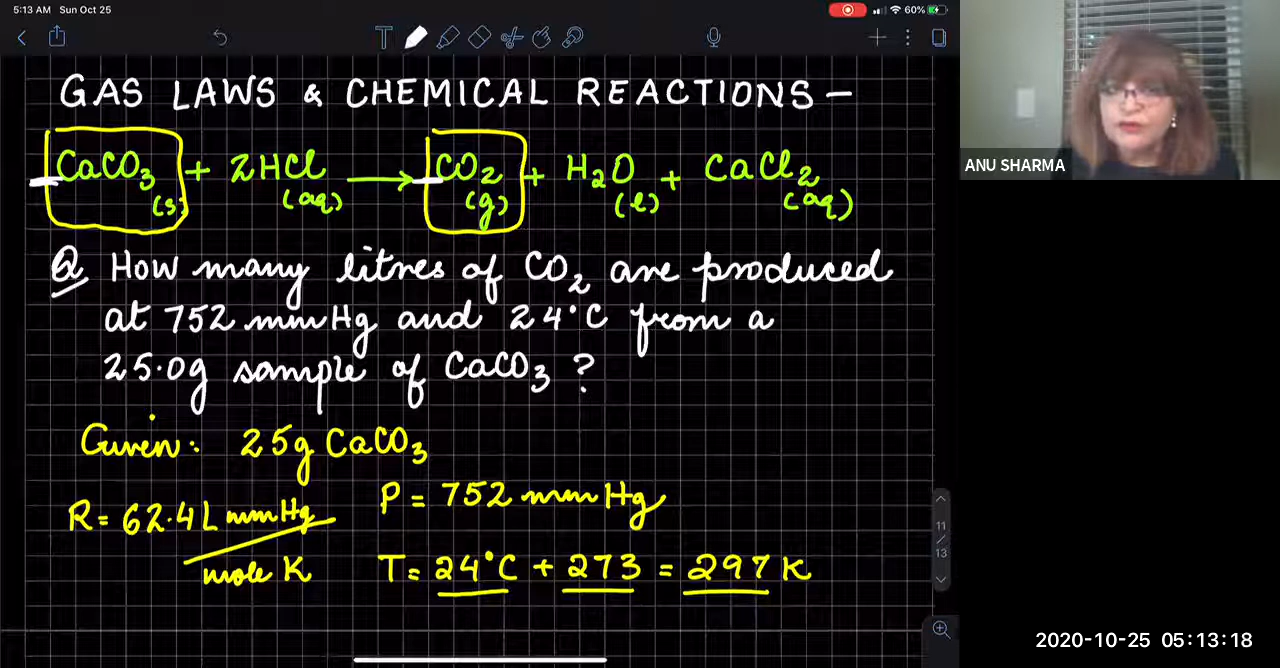 5:13 AM Sun Oct 25
60%
GAS LAWS & CHEMICAL REACTIONS –
CaCO₃ (s) + 2HCl (aq) → CO₂ (g) + H₂O (l) + CaCl₂ (aq)
Q. How many litres of CO₂ are produced
at 752 mmHg and 24°C from a
25.0g sample of CaCO₃ ?
Given: 25g CaCO₃
P = 752 mmHg
R = 62.4 L mmHg / mole K
T = 24°C + 273 = 297 K
11 / 13
ANU SHARMA
2020-10-25 05:13:18